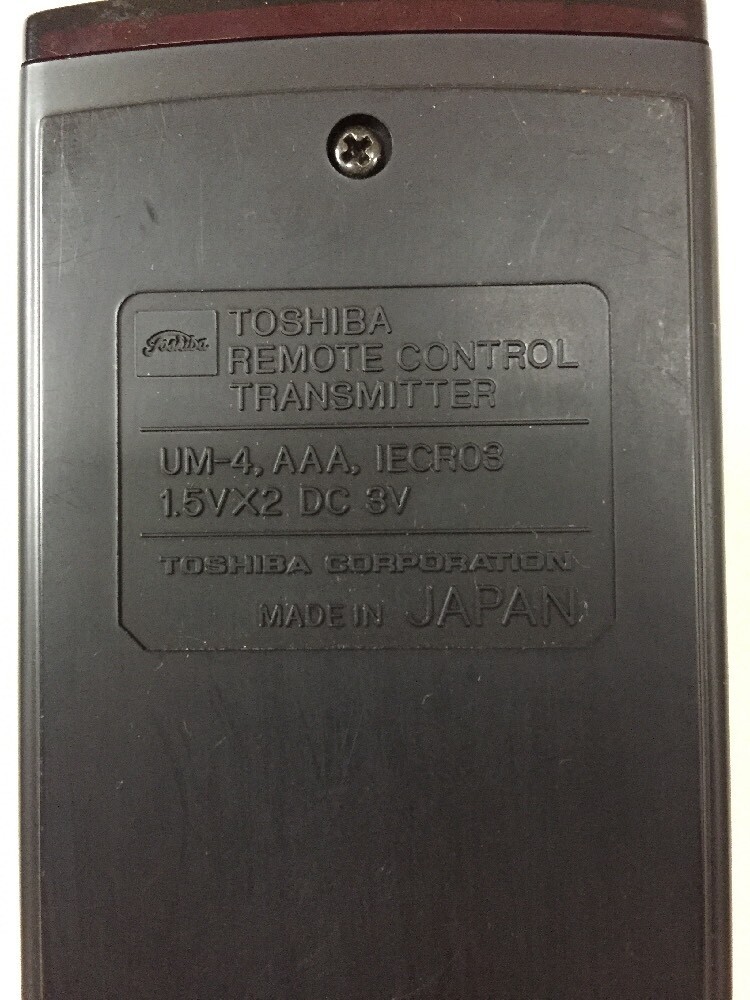 Toshiba
TOSHIBA
REMOTE CONTROL
TRANSMITTER
UM-4, AAA, IECR03
1.5VX2 DC 3V
TOSHIBA CORPORATION
MADE IN JAPAN